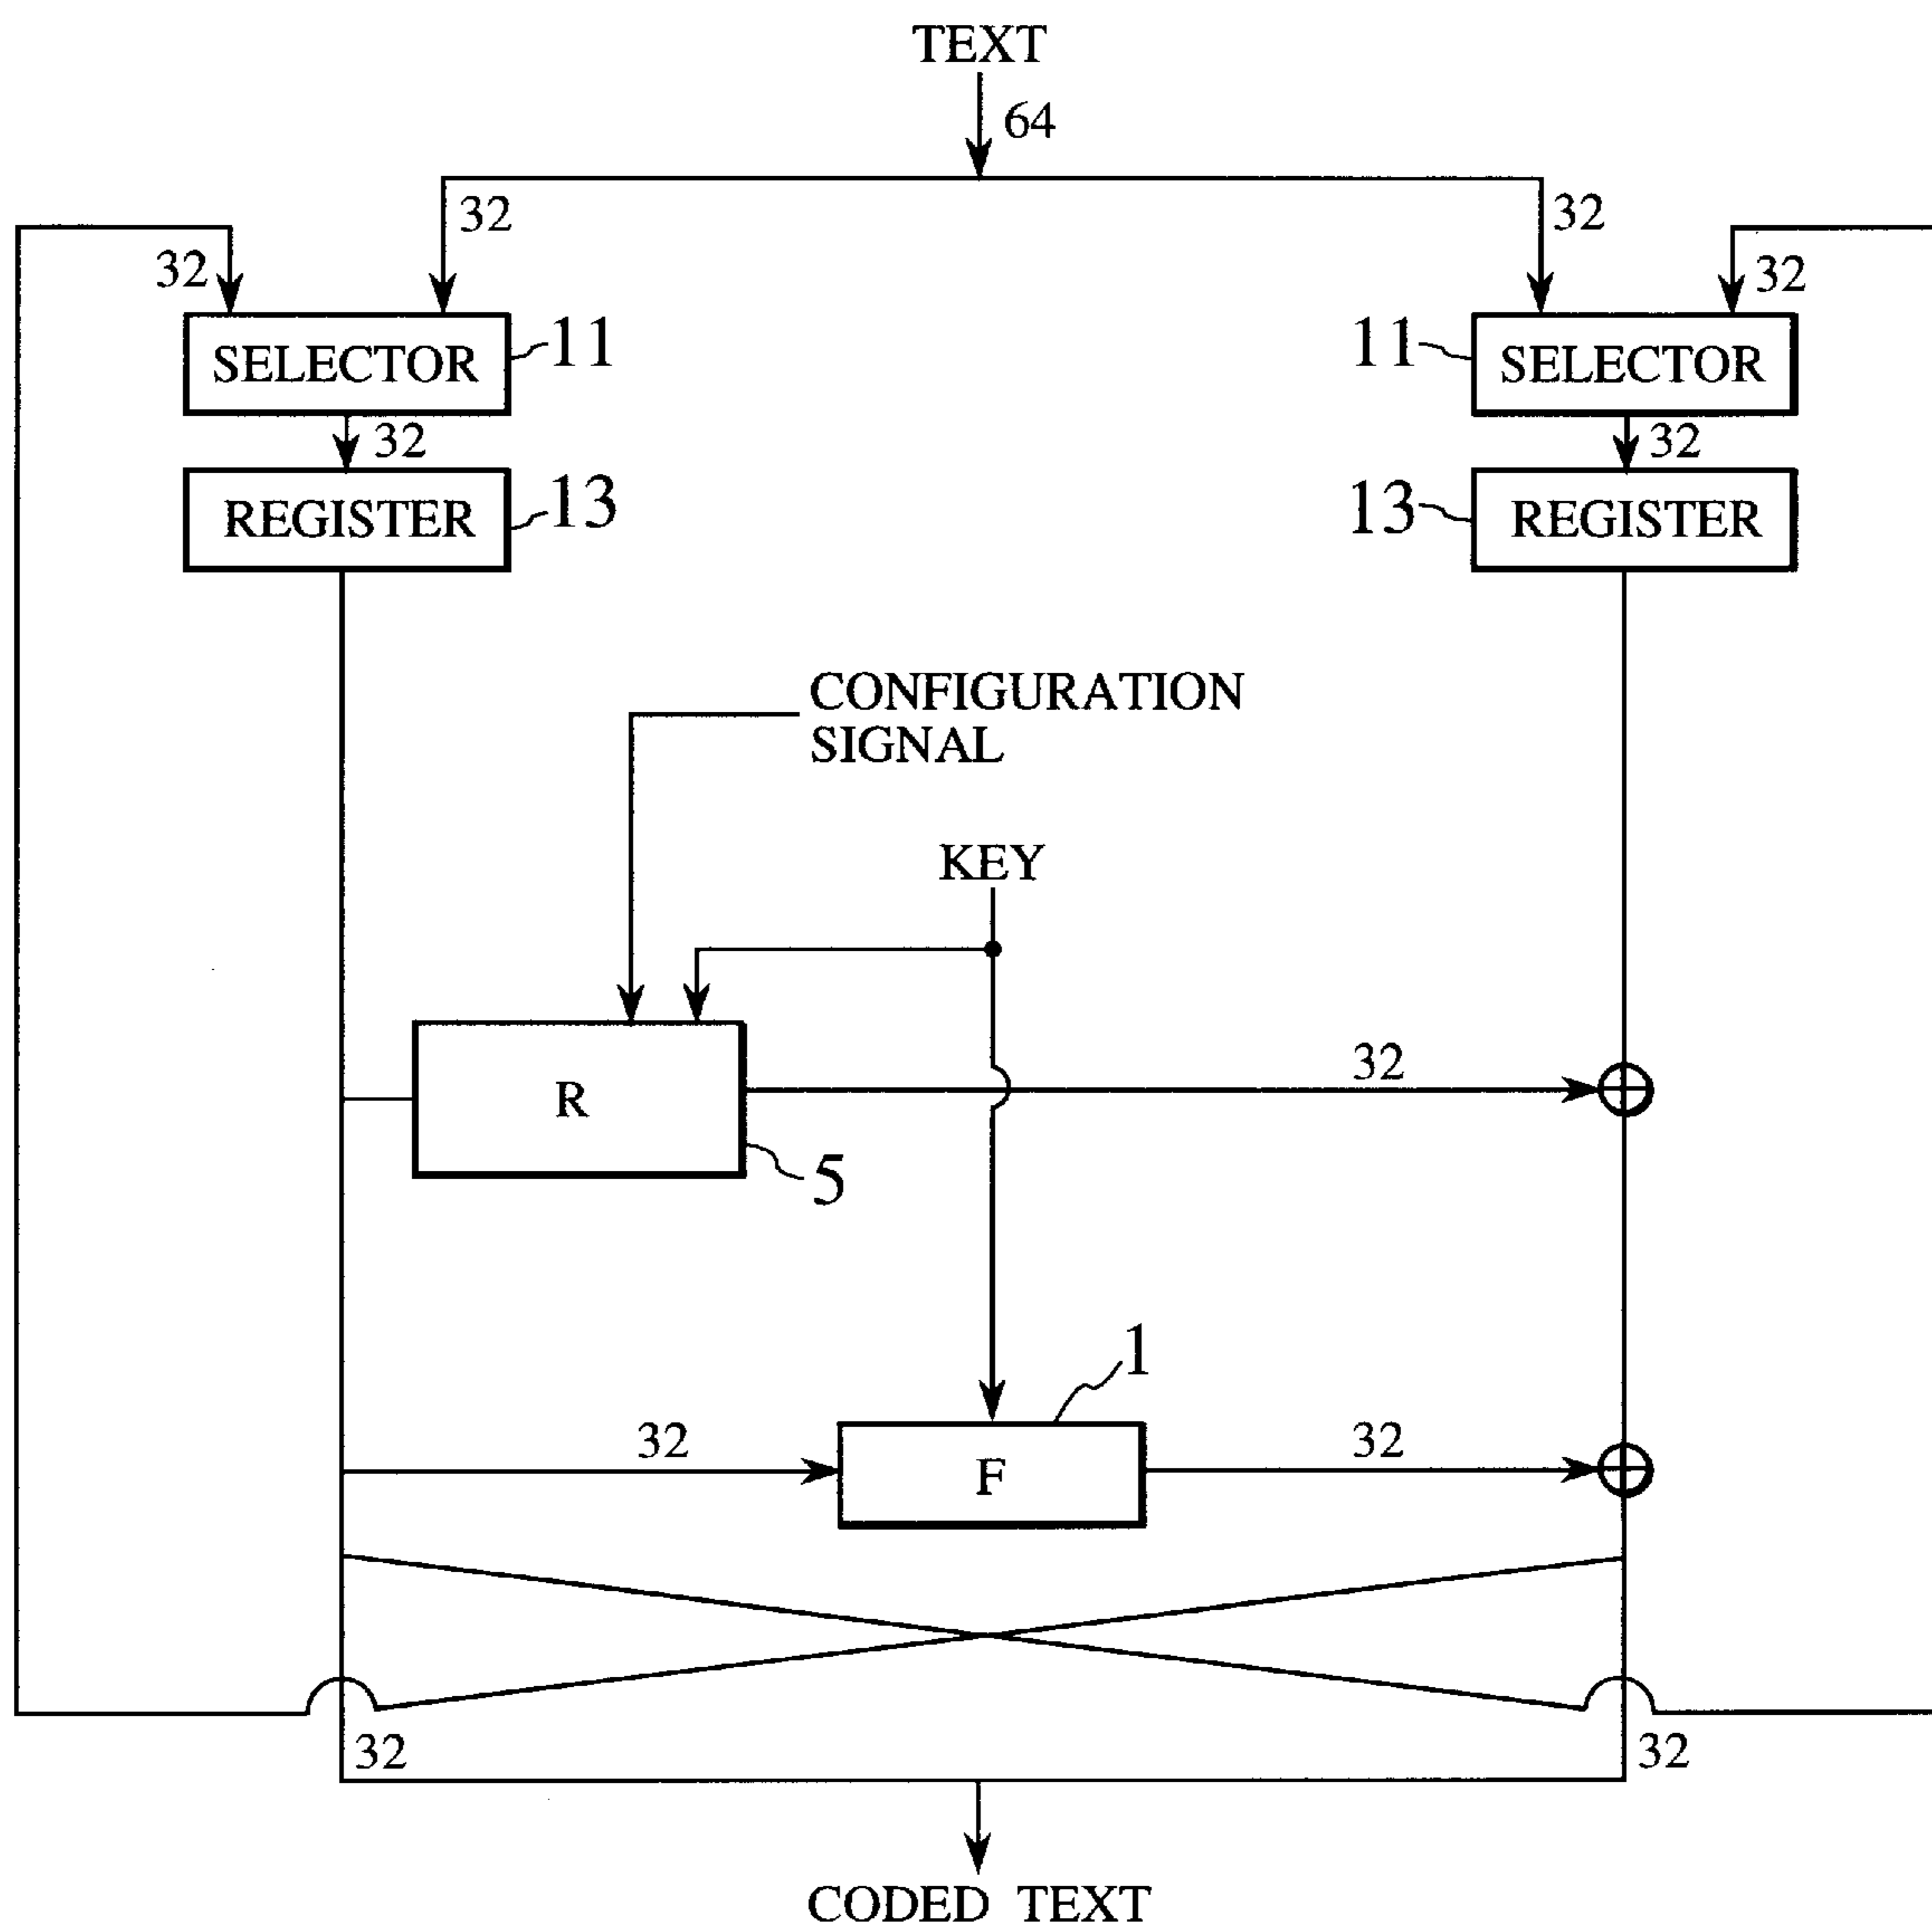 TEXT
64
32
32
32
32
SELECTOR
11
11
SELECTOR
32
32
REGISTER
13
13
REGISTER
CONFIGURATION
SIGNAL
KEY
R
32
5
1
32
F
32
32
32
CODED TEXT